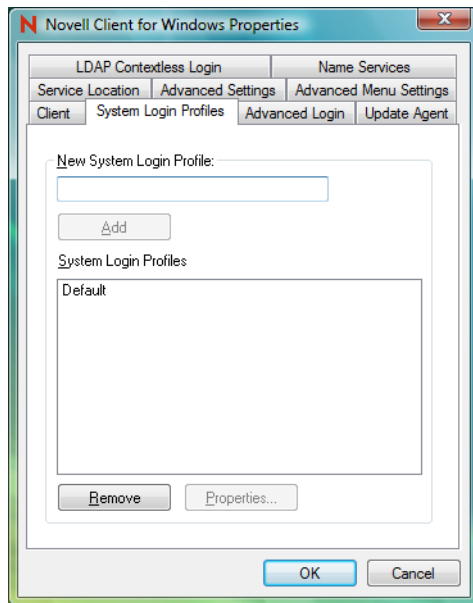 Novell Client for Windows Properties
LDAP Contextless Login Name Services
Service Location Advanced Settings Advanced Menu Settings
Client System Login Profiles Advanced Login Update Agent
New System Login Profile:
Add
System Login Profiles
Default
Remove Properties...
OK Cancel